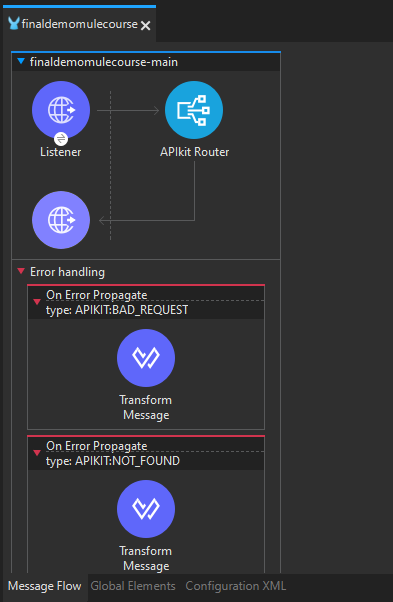 finaldemomulecourse
finaldemomulecourse-main
Listener
APIkit Router
Error handling
On Error Propagate
type: APIKIT:BAD_REQUEST
Transform
Message
On Error Propagate
type: APIKIT:NOT_FOUND
Transform
Message
Message Flow Global Elements Configuration XML